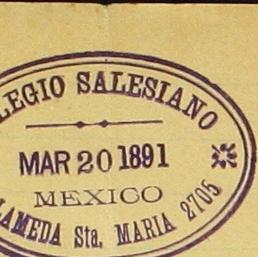 LEGIO SALESIANO
MAR 20 1891
MEXICO
LAMEDA Sta. MARIA 2705